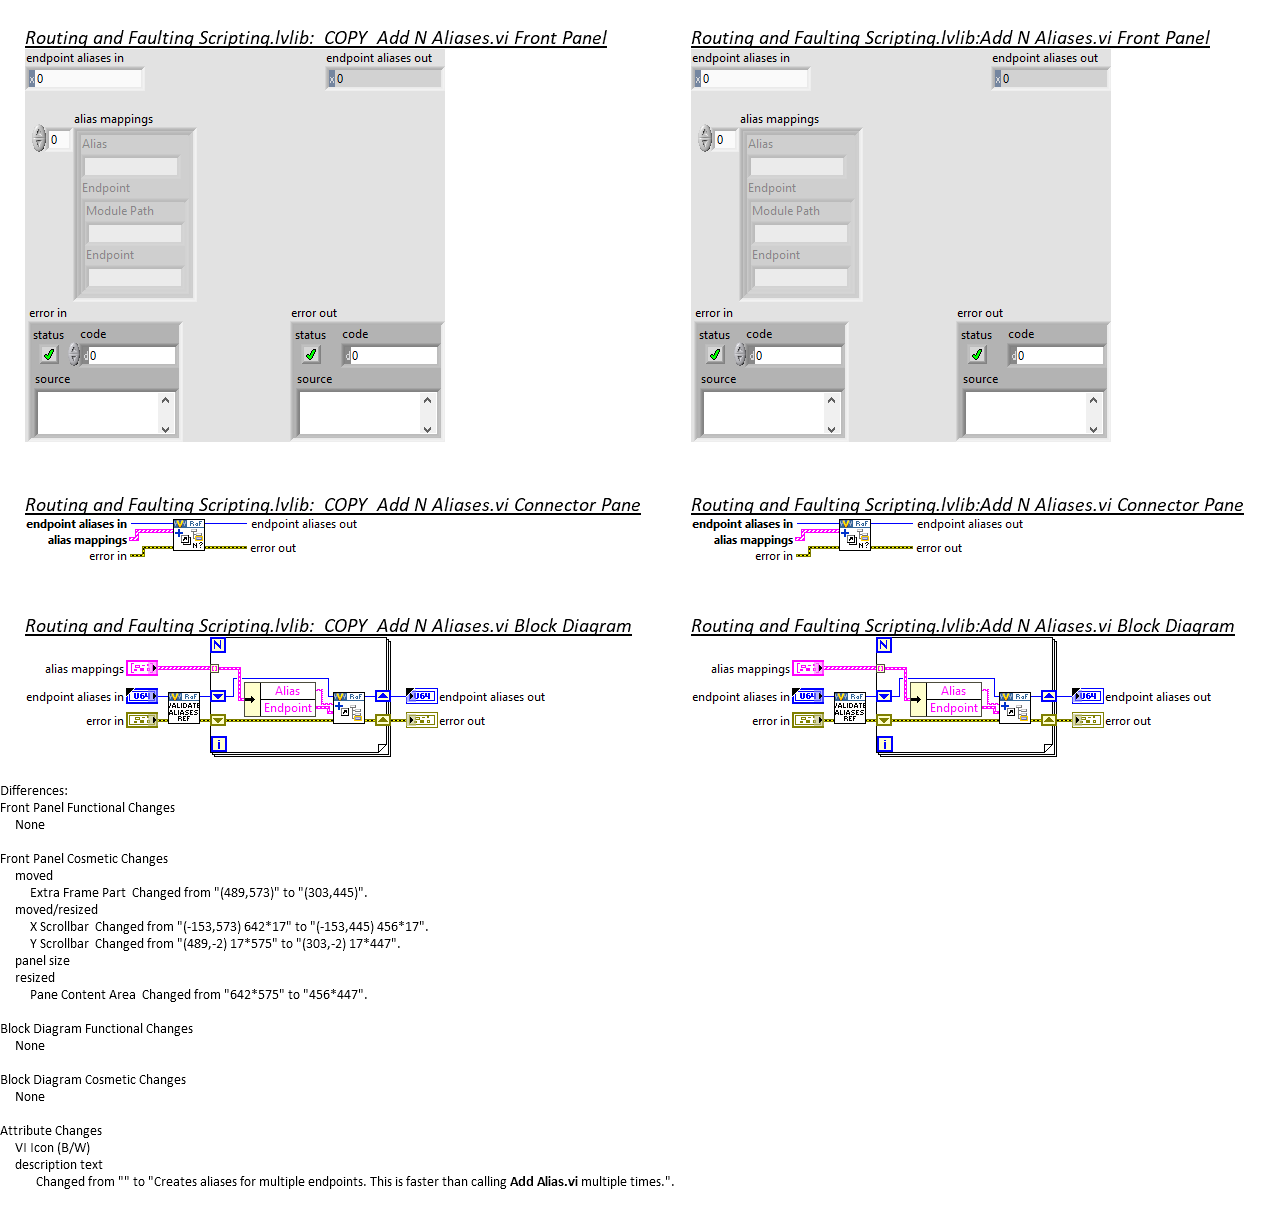 Routing and Faulting Scripting.lvlib:  COPY  Add N Aliases.vi Front Panel
endpoint aliases in
endpoint aliases out
x 0
x 0
alias mappings
0
Alias
Endpoint
Module Path
Endpoint
error in
error out
status code
status code
d 0
d 0
source
source
Routing and Faulting Scripting.lvlib:Add N Aliases.vi Front Panel
endpoint aliases in
endpoint aliases out
x 0
x 0
alias mappings
0
Alias
Endpoint
Module Path
Endpoint
error in
error out
status code
status code
d 0
d 0
source
source
Routing and Faulting Scripting.lvlib:  COPY  Add N Aliases.vi Connector Pane
endpoint aliases in
RaF
endpoint aliases out
alias mappings
N ?
error in
error out
Routing and Faulting Scripting.lvlib:Add N Aliases.vi Connector Pane
endpoint aliases in
RaF
endpoint aliases out
alias mappings
N ?
error in
error out
Routing and Faulting Scripting.lvlib:  COPY  Add N Aliases.vi Block Diagram
N
alias mappings
endpoint aliases in
U64
RaF
VALIDATE
ALIASES
REF
Alias
Endpoint
RaF
U64
endpoint aliases out
error in
error out
i
Routing and Faulting Scripting.lvlib:Add N Aliases.vi Block Diagram
N
alias mappings
endpoint aliases in
U64
RaF
VALIDATE
ALIASES
REF
Alias
Endpoint
RaF
U64
endpoint aliases out
error in
error out
i
Differences:
Front Panel Functional Changes
None
Front Panel Cosmetic Changes
moved
Extra Frame Part  Changed from "(489,573)" to "(303,445)".
moved/resized
X Scrollbar  Changed from "(-153,573) 642*17" to "(-153,445) 456*17".
Y Scrollbar  Changed from "(489,-2) 17*575" to "(303,-2) 17*447".
panel size
resized
Pane Content Area  Changed from "642*575" to "456*447".
Block Diagram Functional Changes
None
Block Diagram Cosmetic Changes
None
Attribute Changes
VI Icon (B/W)
description text
Changed from "" to "Creates aliases for multiple endpoints. This is faster than calling Add Alias.vi multiple times.".